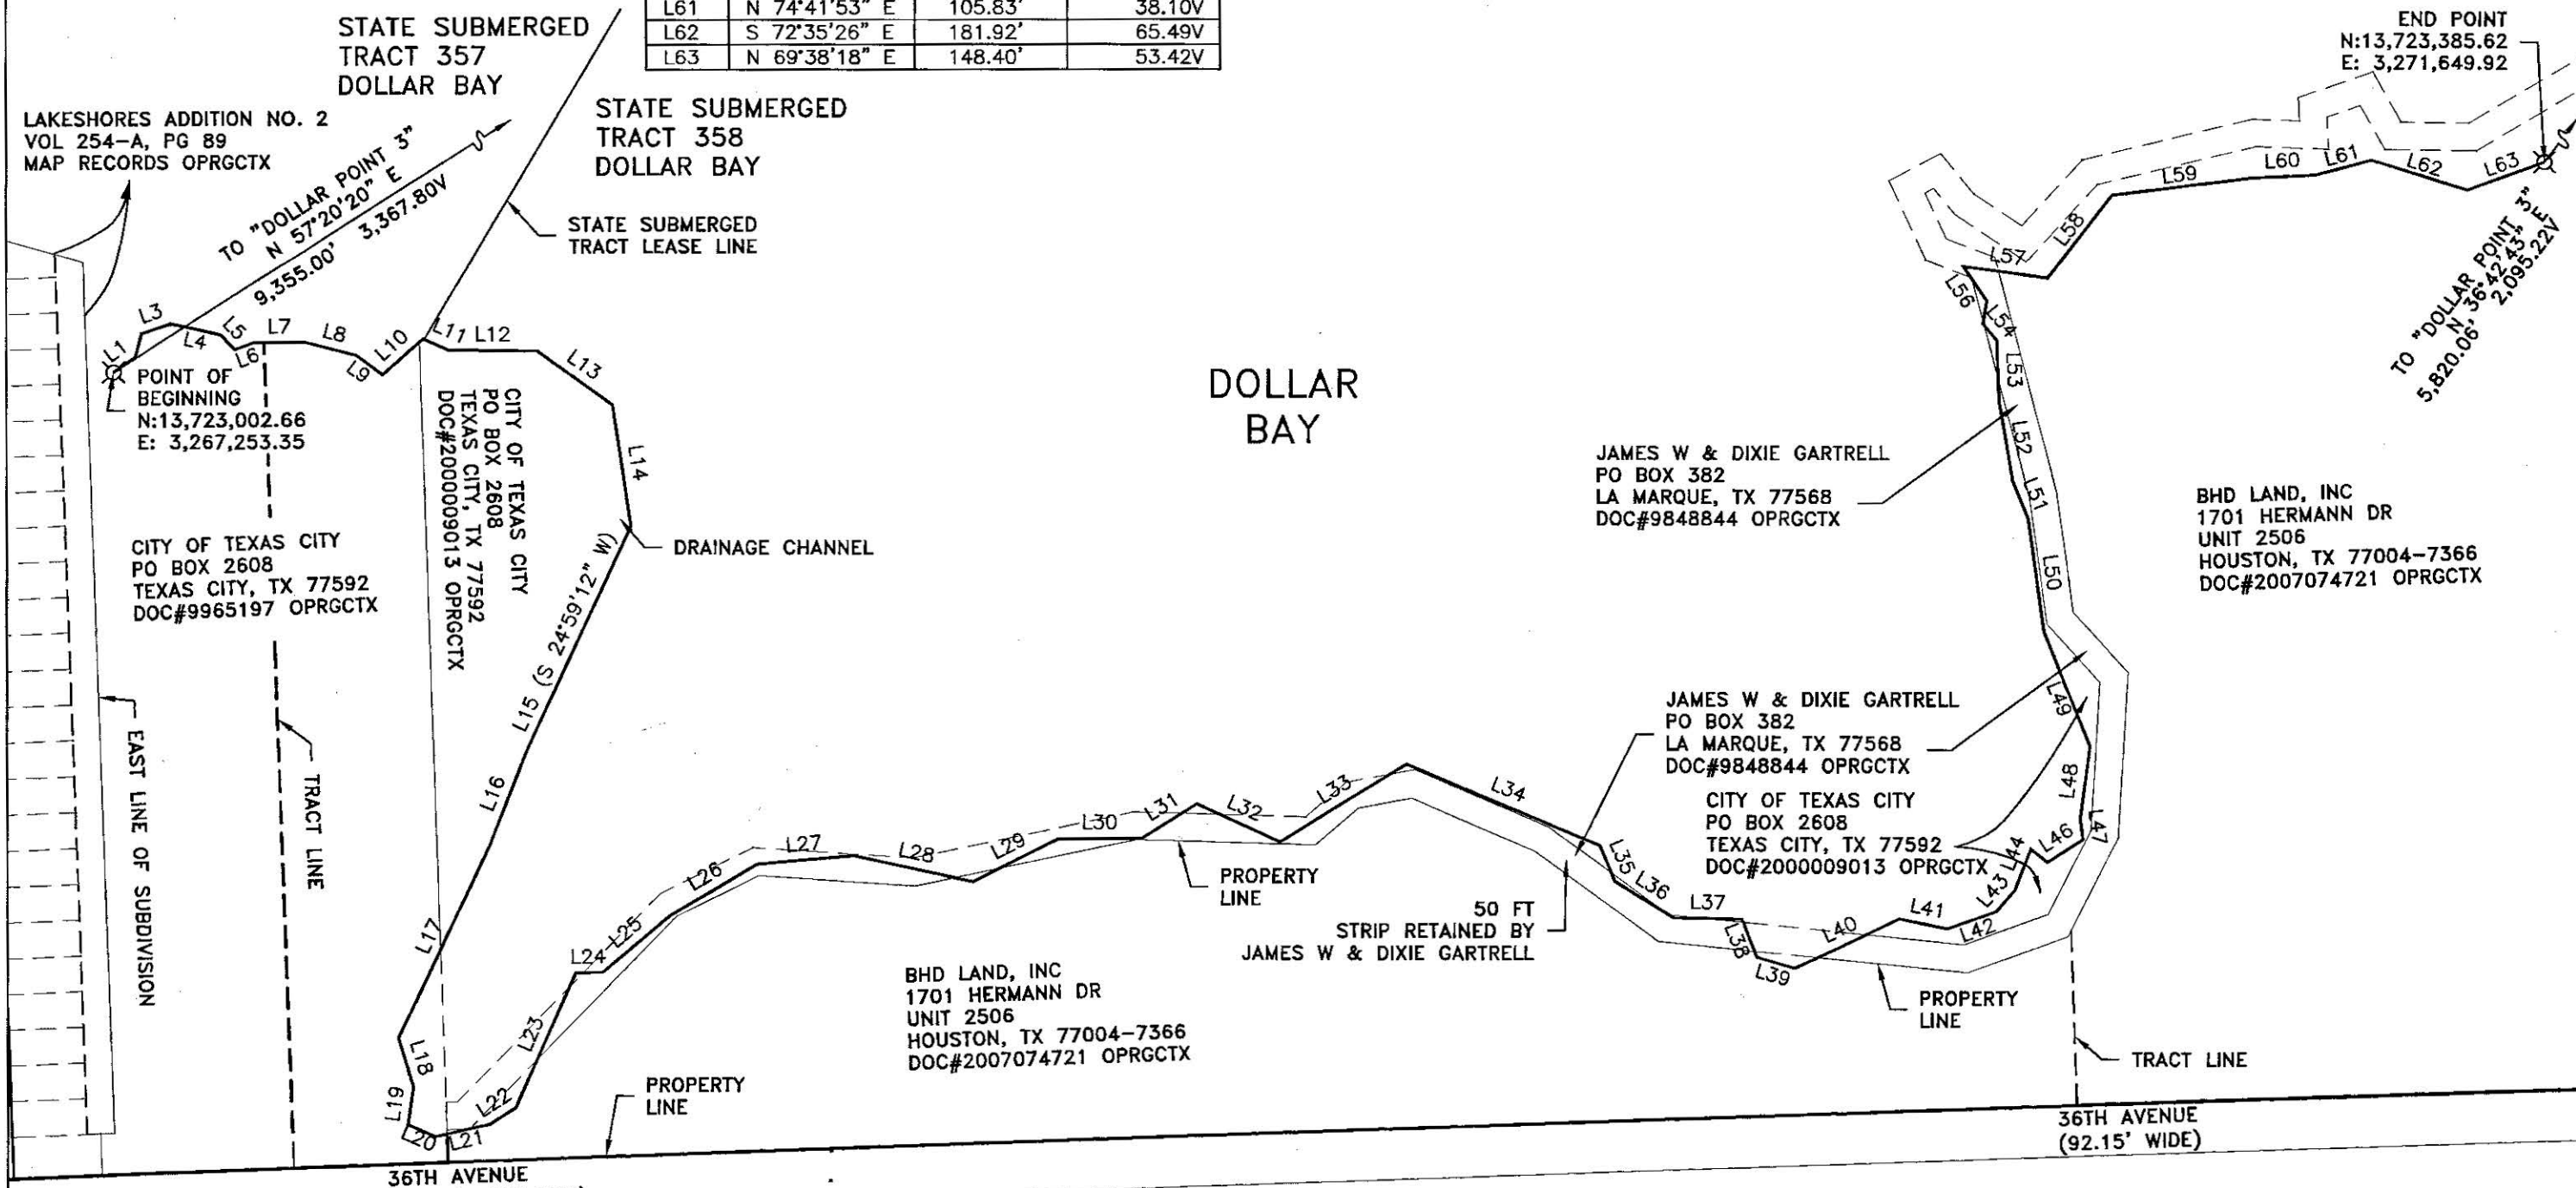 STATE SUBMERGED
TRACT 357
DOLLAR BAY
L61 N 74°41'53" E 105.83' 38.10V
L62 S 72°35'26" E 181.92' 65.49V
L63 N 69°38'18" E 148.40' 53.42V
END POINT
N:13,723,385.62
E: 3,271,649.92
LAKESHORES ADDITION NO. 2
VOL 254-A, PG 89
MAP RECORDS OPRGCTX
STATE SUBMERGED
TRACT 358
DOLLAR BAY
TO "DOLLAR POINT 3"
N 57°20'20" E
9,355.00' 3,367.80V
STATE SUBMERGED
TRACT LEASE LINE
TO "DOLLAR POINT 3"
N 36°42'43" E
5,820.06' 2,095.22V
L1
L3
L4
L5
L6
L7
L8
L9
L10
L11
L12
L13
L14
POINT OF
BEGINNING
N:13,723,002.66
E: 3,267,253.35
CITY OF TEXAS CITY
PO BOX 2608
TEXAS CITY, TX 77592
DOC#2000009013 OPRGCTX
DOLLAR
BAY
JAMES W & DIXIE GARTRELL
PO BOX 382
LA MARQUE, TX 77568
DOC#9848844 OPRGCTX
BHD LAND, INC
1701 HERMANN DR
UNIT 2506
HOUSTON, TX 77004-7366
DOC#2007074721 OPRGCTX
CITY OF TEXAS CITY
PO BOX 2608
TEXAS CITY, TX 77592
DOC#9965197 OPRGCTX
DRAINAGE CHANNEL
L15 (S 24°59'12" W)
L16
L17
L18
L19
L20
L21
L22
L23
L24
L25
L26
L27
L28
L29
L30
L31
L32
L33
L34
L35
L36
L37
L38
L39
L40
L41
L42
L43
L44
L46
L47
L48
L49
L50
L51
L52
L53
L54
L56
L57
L58
L59
L60
L61
L62
L63
JAMES W & DIXIE GARTRELL
PO BOX 382
LA MARQUE, TX 77568
DOC#9848844 OPRGCTX
CITY OF TEXAS CITY
PO BOX 2608
TEXAS CITY, TX 77592
DOC#2000009013 OPRGCTX
EAST LINE OF SUBDIVISION
TRACT LINE
PROPERTY
LINE
50 FT
STRIP RETAINED BY
JAMES W & DIXIE GARTRELL
BHD LAND, INC
1701 HERMANN DR
UNIT 2506
HOUSTON, TX 77004-7366
DOC#2007074721 OPRGCTX
PROPERTY
LINE
PROPERTY
LINE
TRACT LINE
36TH AVENUE
36TH AVENUE
(92.15' WIDE)